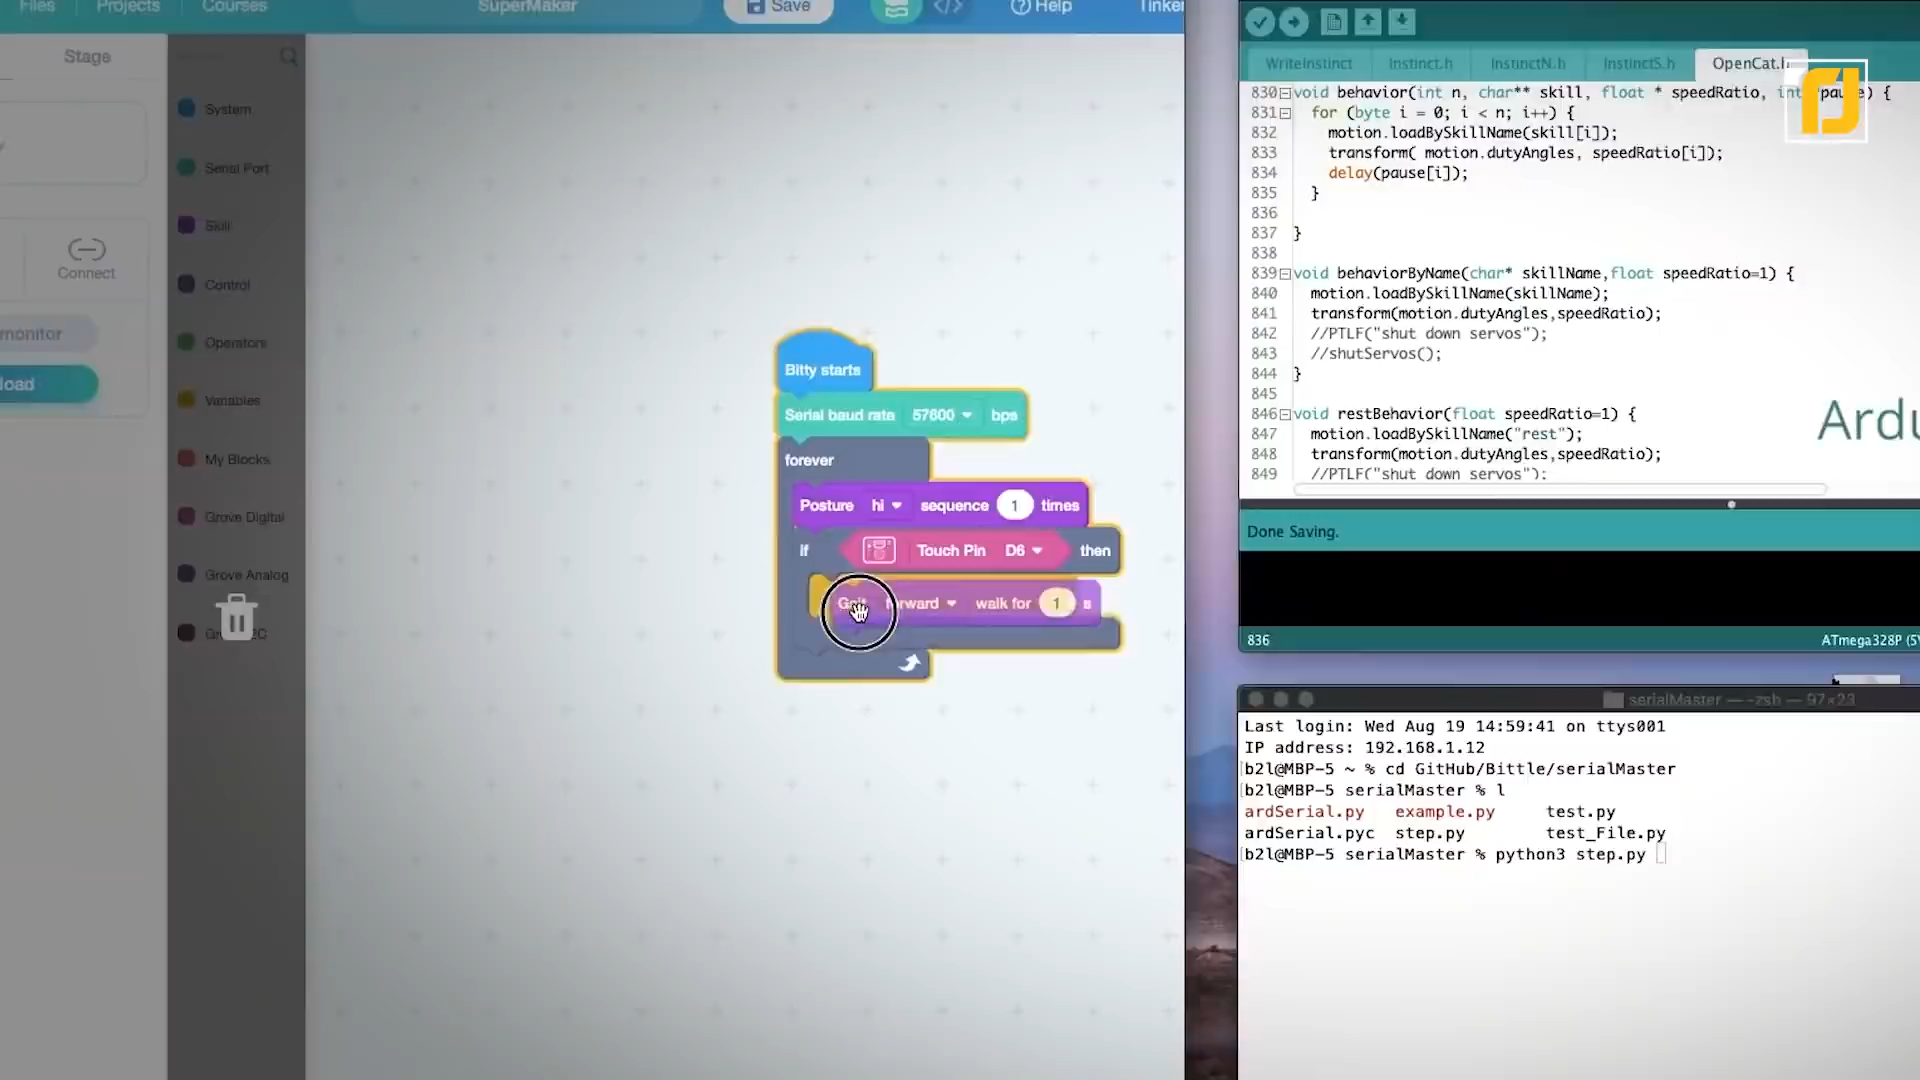 Files Projects Courses SuperMaker Save </> Help
Stage
Connect
monitor
load
System
Serial Port
Skill
Control
Operators
Variables
My Blocks
Grove Digital
Grove Analog
Bitty starts
Serial baud rate 57600 bps
forever
Posture hi sequence 1 times
if Touch Pin D6 then
walk for 1 s
WriteInstinct Instinct.h InstinctN.h InstinctS.h OpenCat.h
830 void behavior(int n, char** skill, float * speedRatio, int* pause) {
831 for (byte i = 0; i < n; i++) {
832 motion.loadBySkillName(skill[i]);
833 transform( motion.dutyAngles, speedRatio[i]);
834 delay(pause[i]);
835 }
836
837 }
838
839 void behaviorByName(char* skillName,float speedRatio=1) {
840 motion.loadBySkillName(skillName);
841 transform(motion.dutyAngles,speedRatio);
842 //PTLF("shut down servos");
843 //shutServos();
844 }
845
846 void restBehavior(float speedRatio=1) {
847 motion.loadBySkillName("rest");
848 transform(motion.dutyAngles,speedRatio);
849 //PTLF("shut down servos");
Ardu
Done Saving.
836 ATmega328P (5V
serialMaster — -zsh — 97×23
Last login: Wed Aug 19 14:59:41 on ttys001
IP address: 192.168.1.12
b2l@MBP-5 ~ % cd GitHub/Bittle/serialMaster
b2l@MBP-5 serialMaster % l
ardSerial.py example.py test.py
ardSerial.pyc step.py test_File.py
b2l@MBP-5 serialMaster % python3 step.py